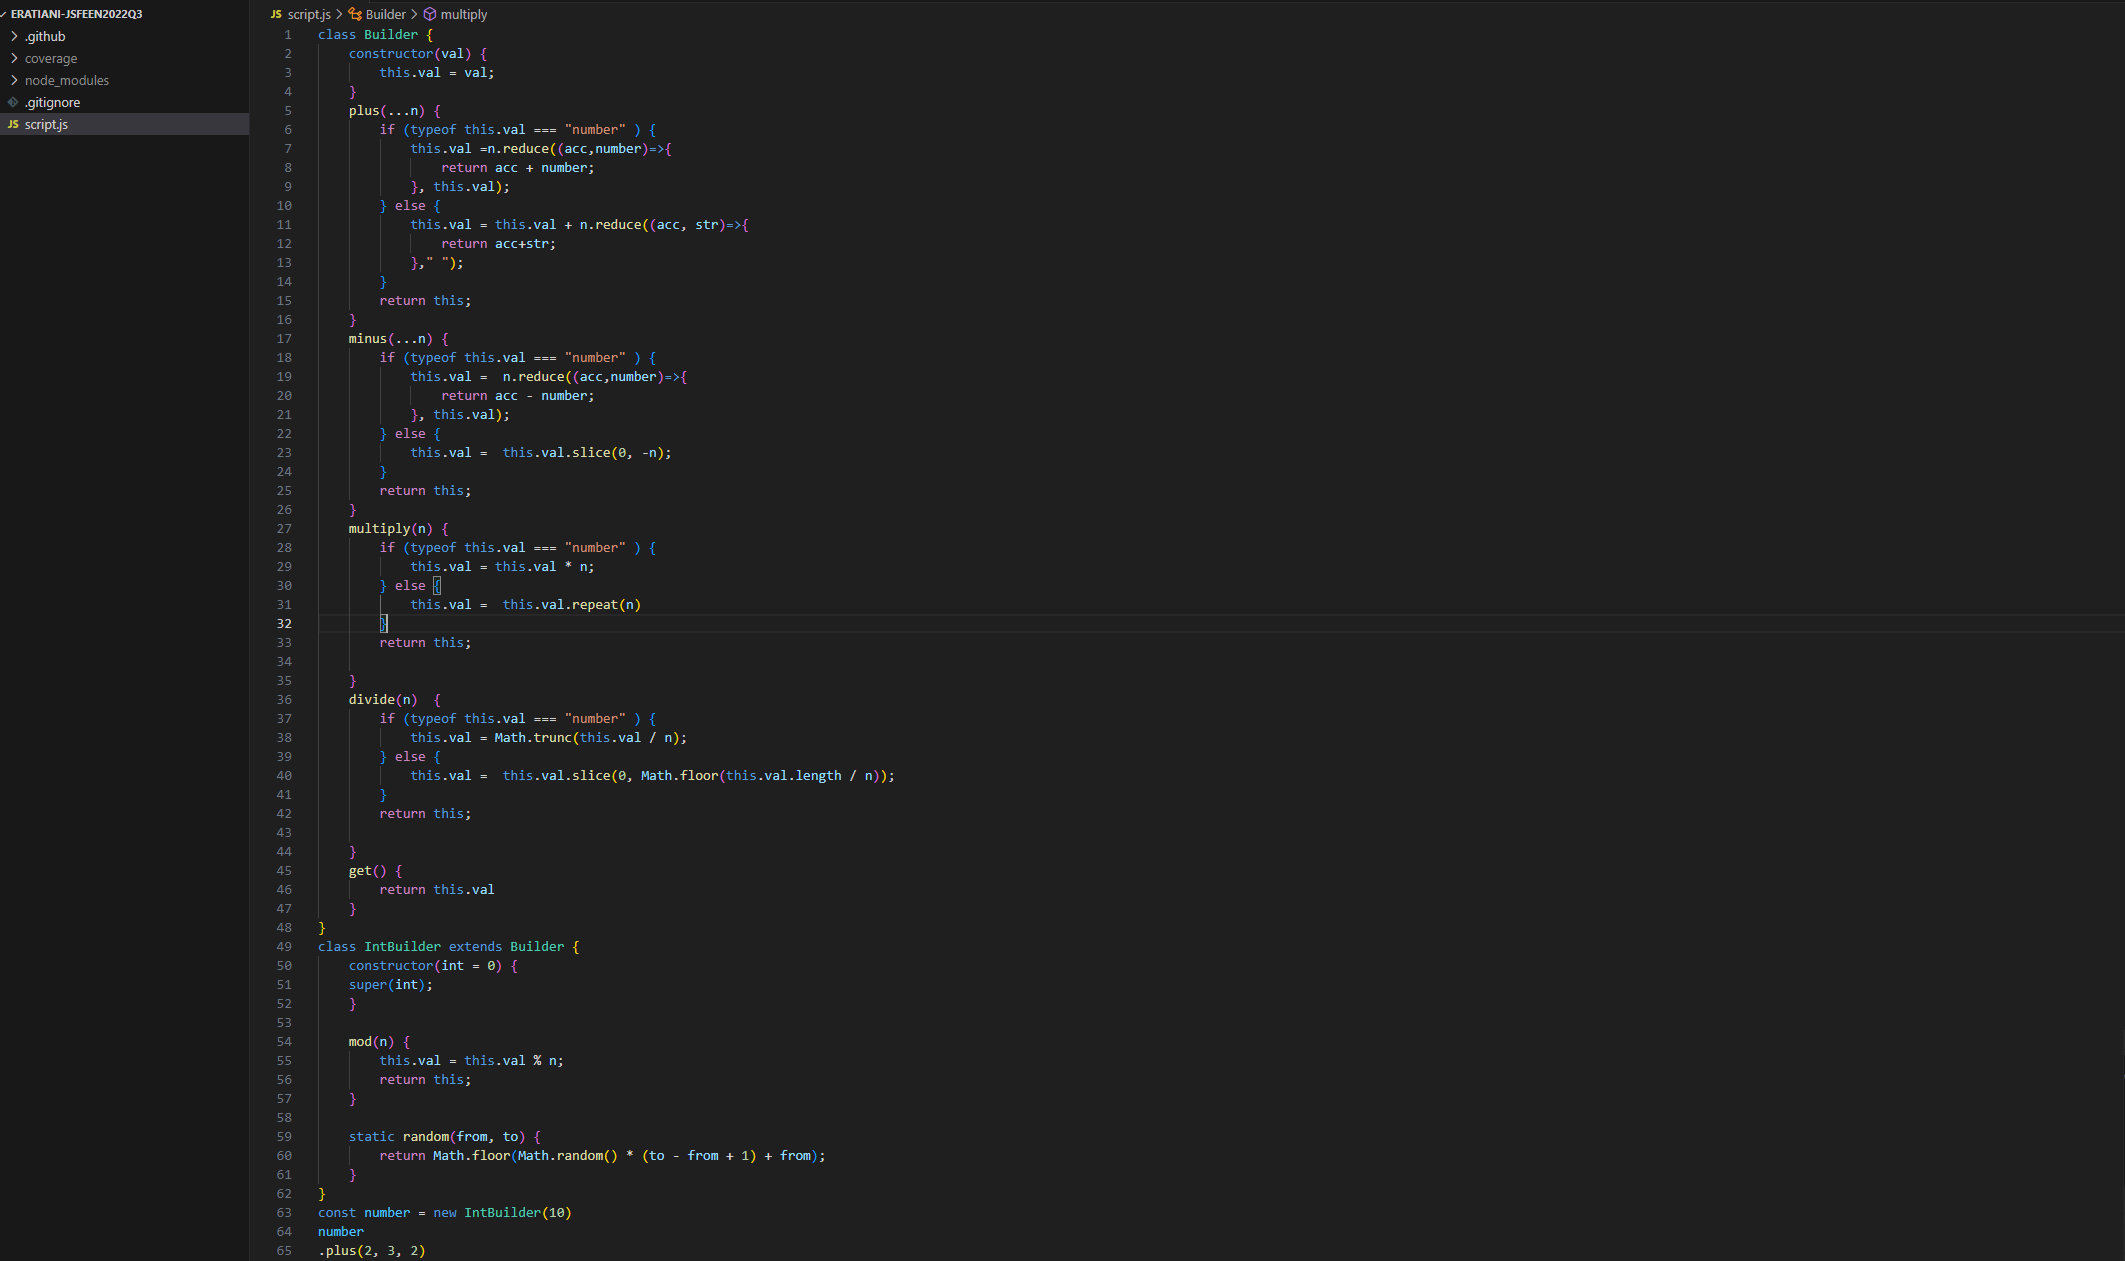 ERATIANI-JSFEEN2022Q3
.github
coverage
node_modules
.gitignore
JS script.js
JS script.js > Builder > multiply
1 class Builder {
2 constructor(val) {
3 this.val = val;
4 }
5 plus(...n) {
6 if (typeof this.val === "number" ) {
7 this.val =n.reduce((acc,number)=>{
8 return acc + number;
9 }, this.val);
10 } else {
11 this.val = this.val + n.reduce((acc, str)=>{
12 return acc+str;
13 }," ");
14 }
15 return this;
16 }
17 minus(...n) {
18 if (typeof this.val === "number" ) {
19 this.val =  n.reduce((acc,number)=>{
20 return acc - number;
21 }, this.val);
22 } else {
23 this.val =  this.val.slice(0, -n);
24 }
25 return this;
26 }
27 multiply(n) {
28 if (typeof this.val === "number" ) {
29 this.val = this.val * n;
30 } else {
31 this.val =  this.val.repeat(n)
32 }
33 return this;
34
35 }
36 divide(n)  {
37 if (typeof this.val === "number" ) {
38 this.val = Math.trunc(this.val / n);
39 } else {
40 this.val =  this.val.slice(0, Math.floor(this.val.length / n));
41 }
42 return this;
43
44 }
45 get() {
46 return this.val
47 }
48 }
49 class IntBuilder extends Builder {
50 constructor(int = 0) {
51 super(int);
52 }
53
54 mod(n) {
55 this.val = this.val % n;
56 return this;
57 }
58
59 static random(from, to) {
60 return Math.floor(Math.random() * (to - from + 1) + from);
61 }
62 }
63 const number = new IntBuilder(10)
64 number
65 .plus(2, 3, 2)